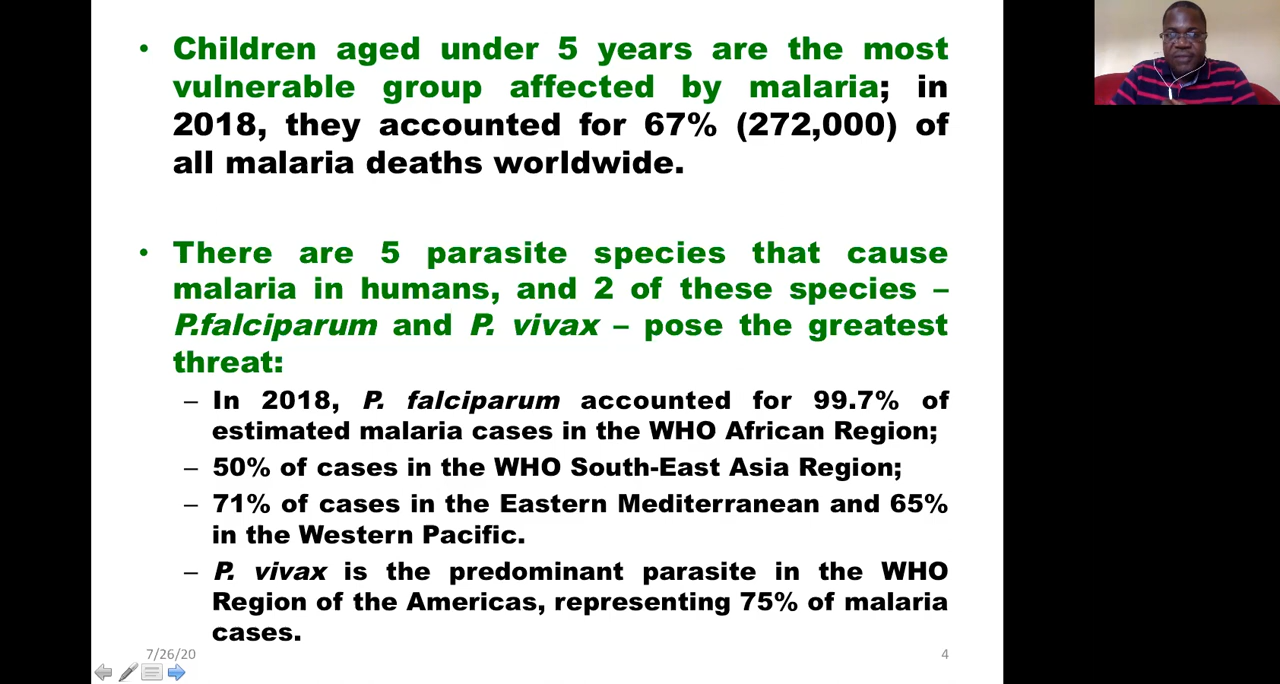 • Children aged under 5 years are the most
vulnerable group affected by malaria; in
2018, they accounted for 67% (272,000) of
all malaria deaths worldwide.
• There are 5 parasite species that cause
malaria in humans, and 2 of these species –
P.falciparum and P. vivax – pose the greatest
threat:
– In 2018, P. falciparum accounted for 99.7% of
estimated malaria cases in the WHO African Region;
– 50% of cases in the WHO South-East Asia Region;
– 71% of cases in the Eastern Mediterranean and 65%
in the Western Pacific.
– P. vivax is the predominant parasite in the WHO
Region of the Americas, representing 75% of malaria
cases.
7/26/20
4